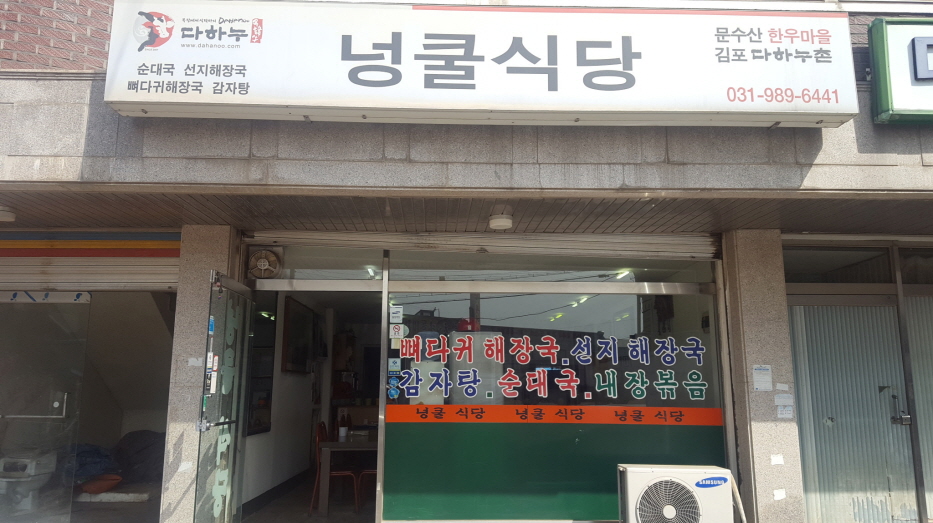 다하누
www.dahanoo.com
순대국 선지해장국
뼈다귀해장국 감자탕
넝쿨식당
문수산 한우마을
김포 다하누촌
031-989-6441
뼈다귀 해장국.선지 해장국
감자탕.순대국.내장볶음
넝쿨 식당 넝쿨 식당 넝쿨 식당
SAMSUNG